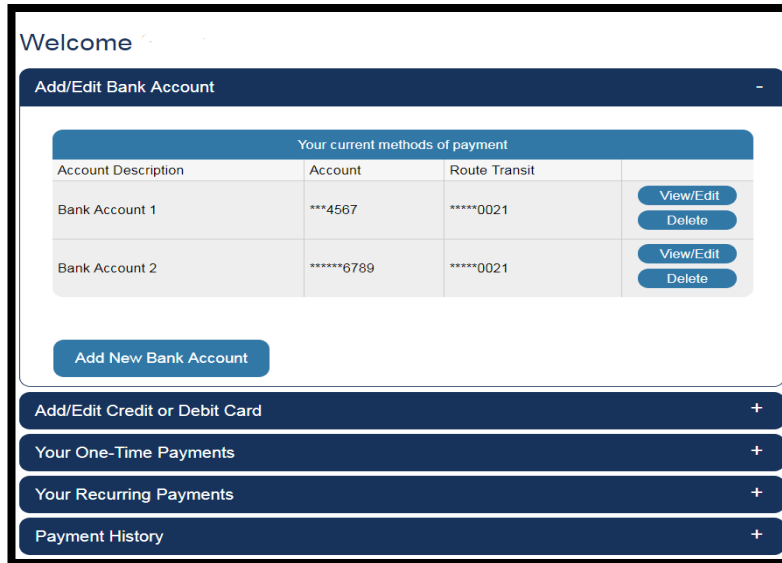 Welcome
Add/Edit Bank Account -
Your current methods of payment
Account Description Account Route Transit
Bank Account 1 ***4567 *****0021 View/Edit Delete
Bank Account 2 ******6789 *****0021 View/Edit Delete
Add New Bank Account
Add/Edit Credit or Debit Card +
Your One-Time Payments +
Your Recurring Payments +
Payment History +